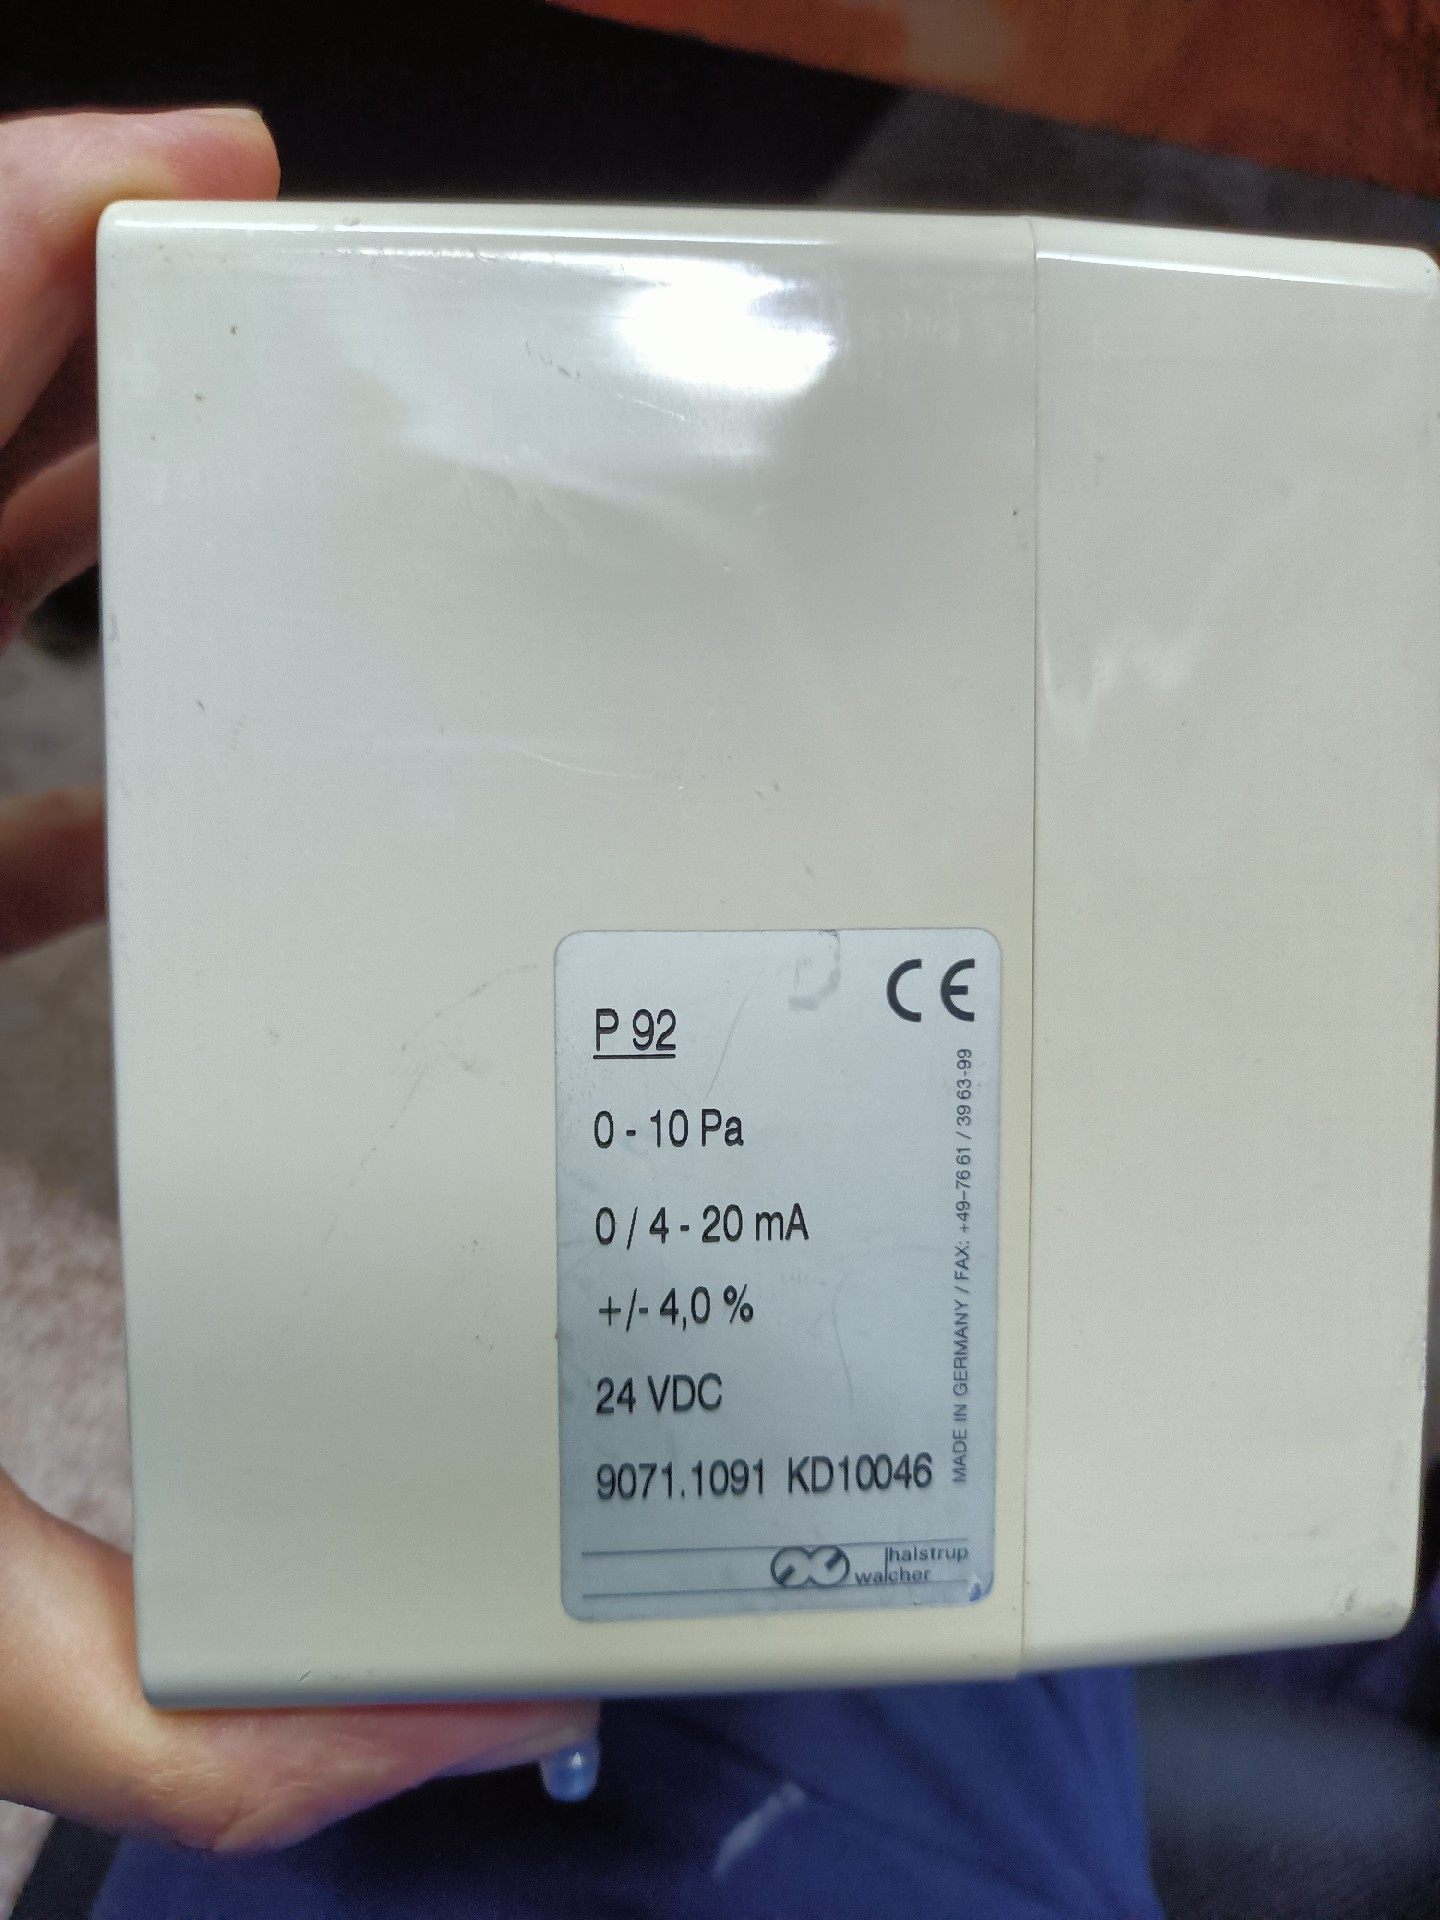 CE
P 92
0 - 10 Pa
0 / 4 - 20 mA
+/- 4,0 %
24 VDC
9071.1091 KD10046
MADE IN GERMANY / FAX: +49-76 61 / 39 63-99
halstrup
walcher